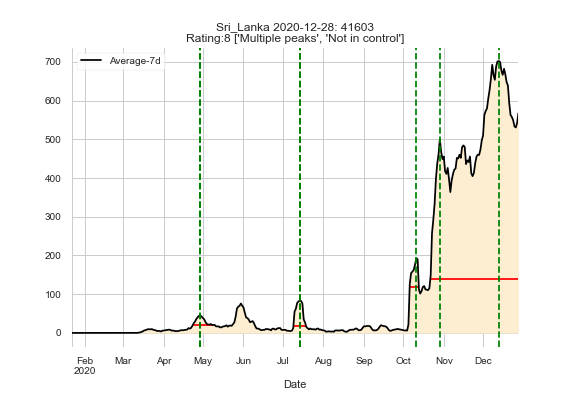 Sri_Lanka 2020-12-28: 41603
Rating:8 ['Multiple peaks', 'Not in control']
Average-7d
700
600
500
400
300
200
100
0
Feb Mar Apr May Jun Jul Aug Sep Oct Nov Dec
2020
Date